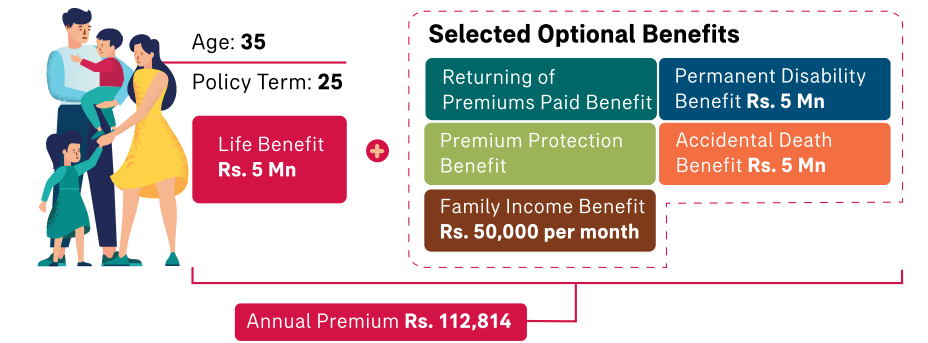 Age: 35
Policy Term: 25
Life Benefit
Rs. 5 Mn
Selected Optional Benefits
Returning of
Premiums Paid Benefit
Permanent Disability
Benefit Rs. 5 Mn
Premium Protection
Benefit
Accidental Death
Benefit Rs. 5 Mn
Family Income Benefit
Rs. 50,000 per month
Annual Premium Rs. 112,814